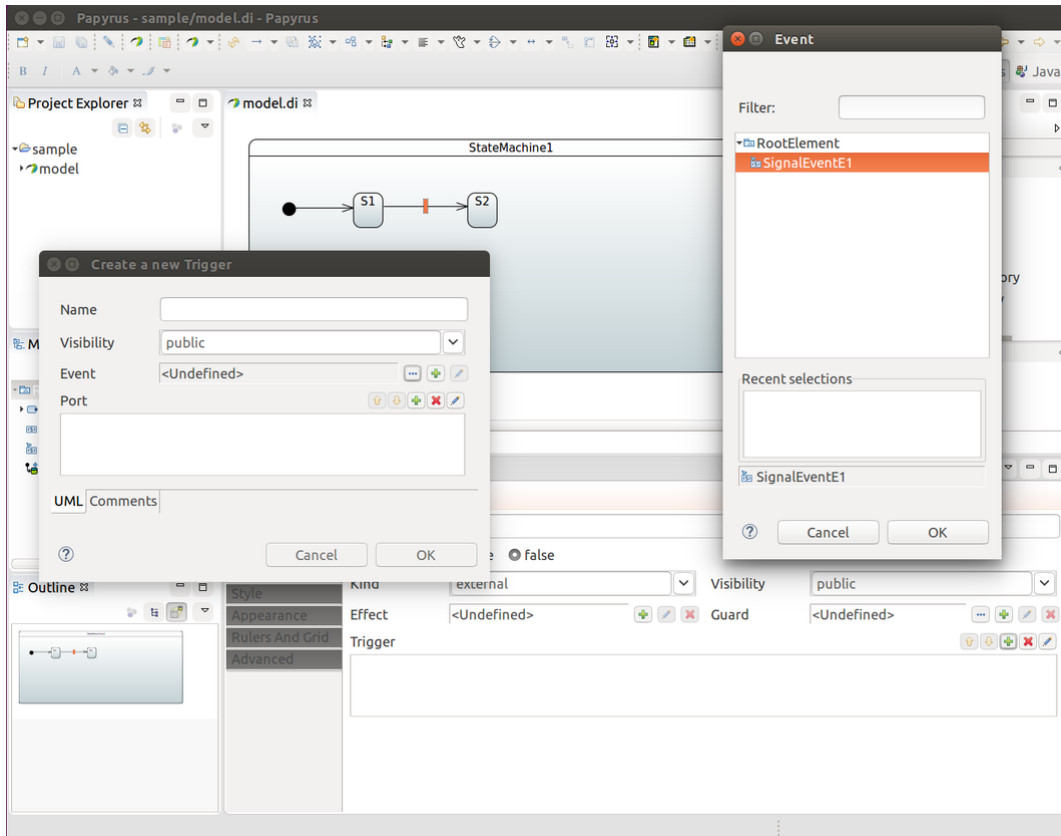 Papyrus - sample/model.di - Papyrus
B I A
Java
Project Explorer
sample
model
model.di
StateMachine1
S1
S2
Event
Filter:
RootElement
SignalEventE1
Recent selections
SignalEventE1
Cancel
OK
Create a new Trigger
Name
Visibility
public
Event
<Undefined>
Port
UML
Comments
Cancel
OK
ory
M
false
Kind
external
Visibility
public
Effect
<Undefined>
Guard
<Undefined>
Trigger
Style
Appearance
Rulers And Grid
Advanced
Outline